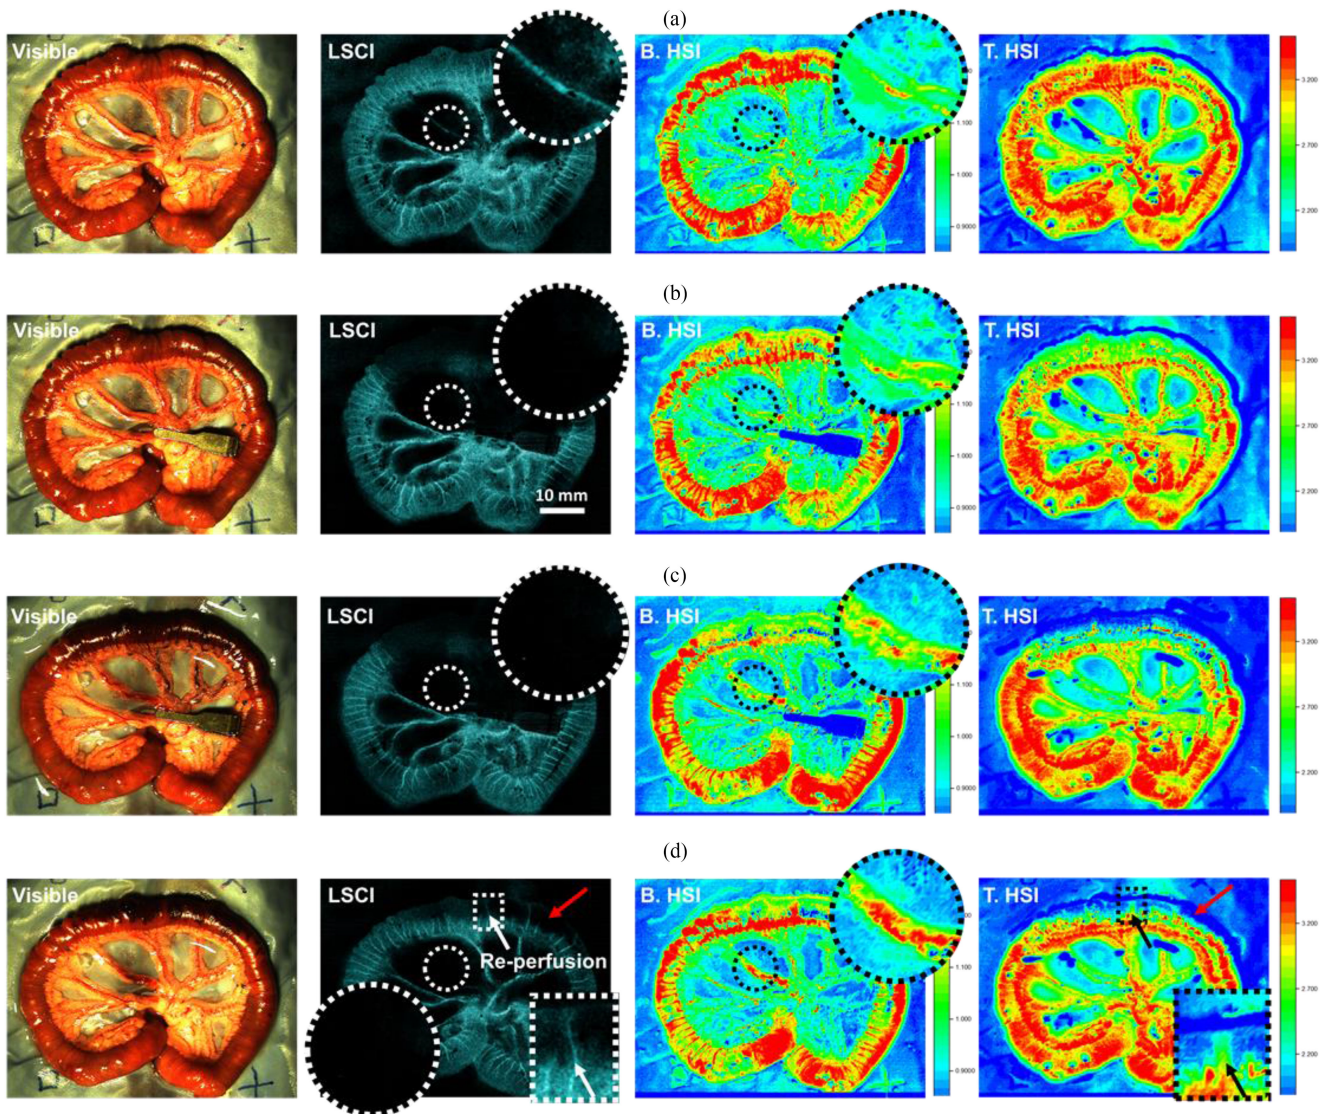 (a)
Visible
LSCI
B. HSI
T. HSI
1.100
1.000
0.9000
3.200
2.700
2.200
(b)
Visible
LSCI
B. HSI
T. HSI
10 mm
1.100
1.000
0.9000
3.200
2.700
2.200
(c)
Visible
LSCI
B. HSI
T. HSI
1.100
1.000
0.9000
3.200
2.700
2.200
(d)
Visible
LSCI
B. HSI
T. HSI
Re-perfusion
1.100
1.000
0.9000
3.200
2.700
2.200